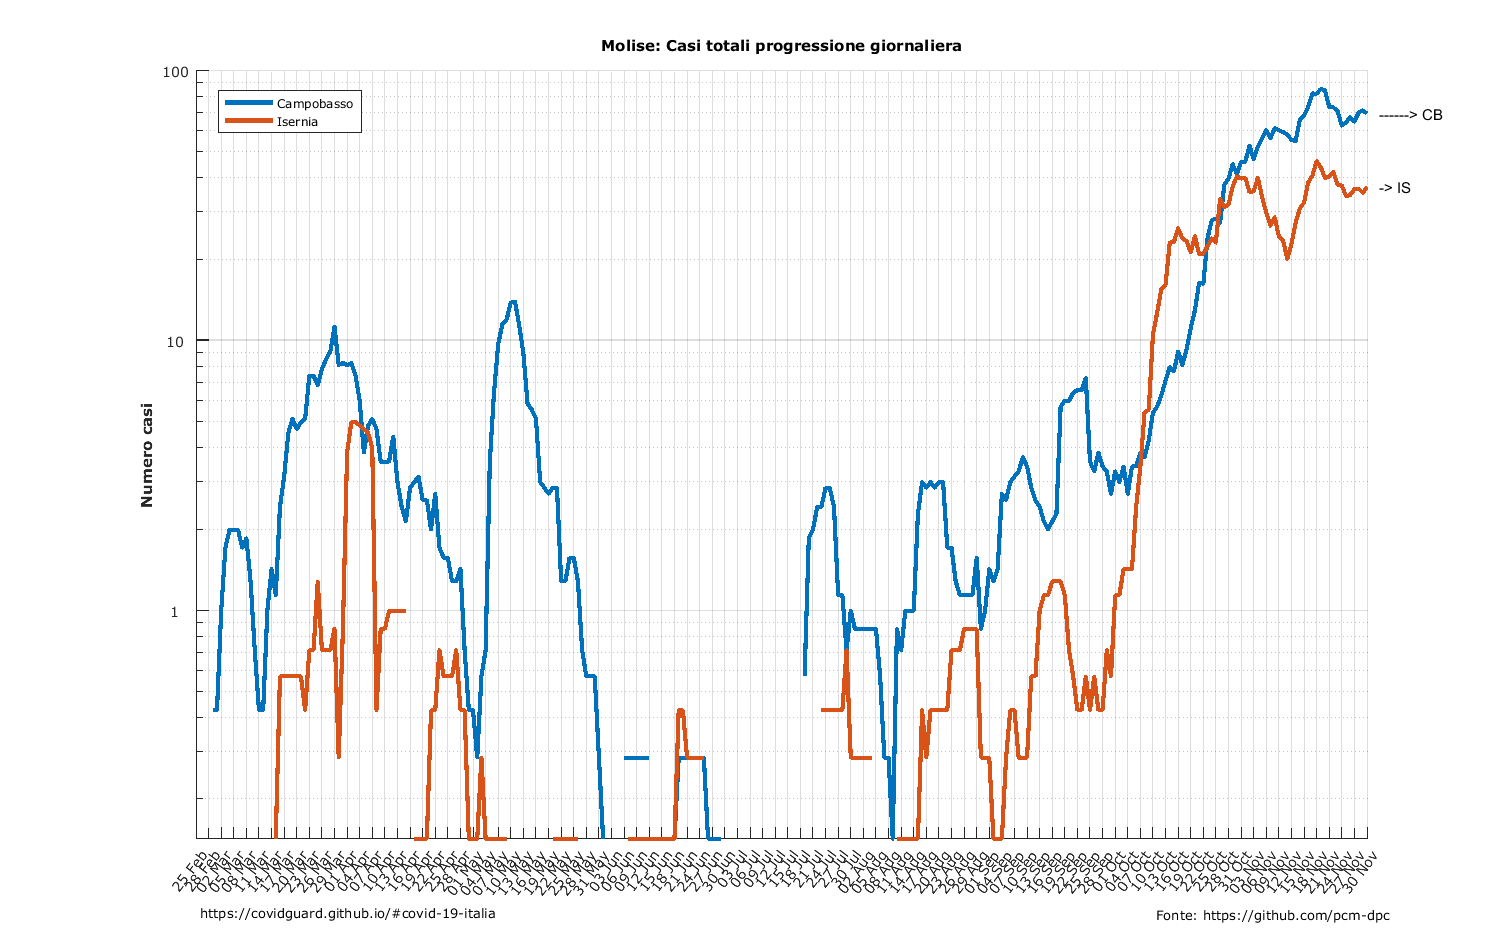 Molise: Casi totali progressione giornaliera
Numero casi
100
10
1
Campobasso
Isernia
------> CB
-> IS
25 Feb
28 Feb
02 Mar
05 Mar
08 Mar
11 Mar
14 Mar
17 Mar
20 Mar
23 Mar
26 Mar
29 Mar
01 Apr
04 Apr
07 Apr
10 Apr
13 Apr
16 Apr
19 Apr
22 Apr
25 Apr
28 Apr
01 May
04 May
07 May
10 May
13 May
16 May
19 May
22 May
25 May
28 May
31 May
03 Jun
06 Jun
09 Jun
12 Jun
15 Jun
18 Jun
21 Jun
24 Jun
27 Jun
30 Jul
03 Jul
06 Jul
09 Jul
12 Jul
15 Jul
18 Jul
21 Jul
24 Jul
27 Jul
30 Jul
02 Aug
05 Aug
08 Aug
11 Aug
14 Aug
17 Aug
20 Aug
23 Aug
26 Aug
29 Aug
01 Sep
04 Sep
07 Sep
10 Sep
13 Sep
16 Sep
19 Sep
22 Sep
25 Sep
28 Sep
01 Oct
04 Oct
07 Oct
10 Oct
13 Oct
16 Oct
19 Oct
22 Oct
25 Oct
28 Oct
31 Oct
03 Nov
06 Nov
09 Nov
12 Nov
15 Nov
18 Nov
21 Nov
24 Nov
27 Nov
30 Nov
https://covidguard.github.io/#covid-19-italia
Fonte: https://github.com/pcm-dpc